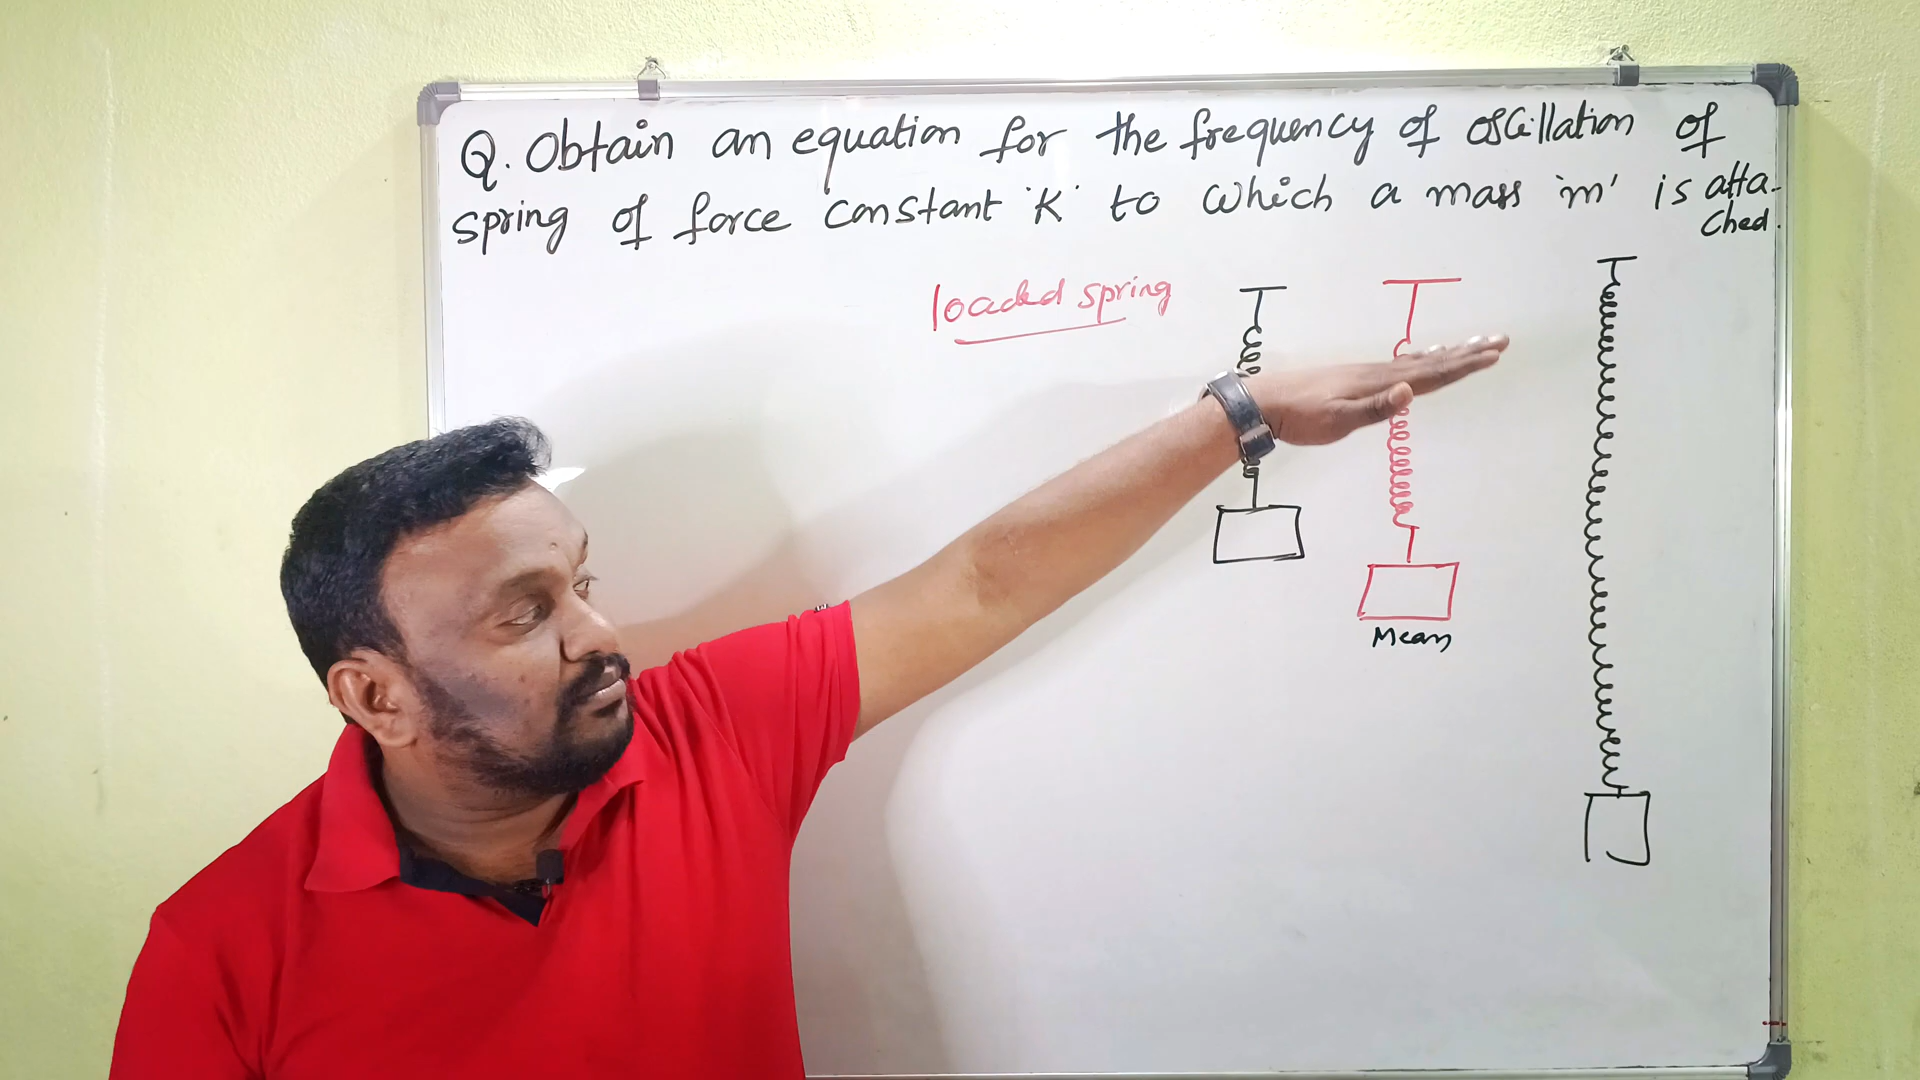 Q. Obtain an equation for the frequency of oscillation of
spring of force constant 'K' to which a mass 'm' is atta-
ched.
loaded spring
Mean